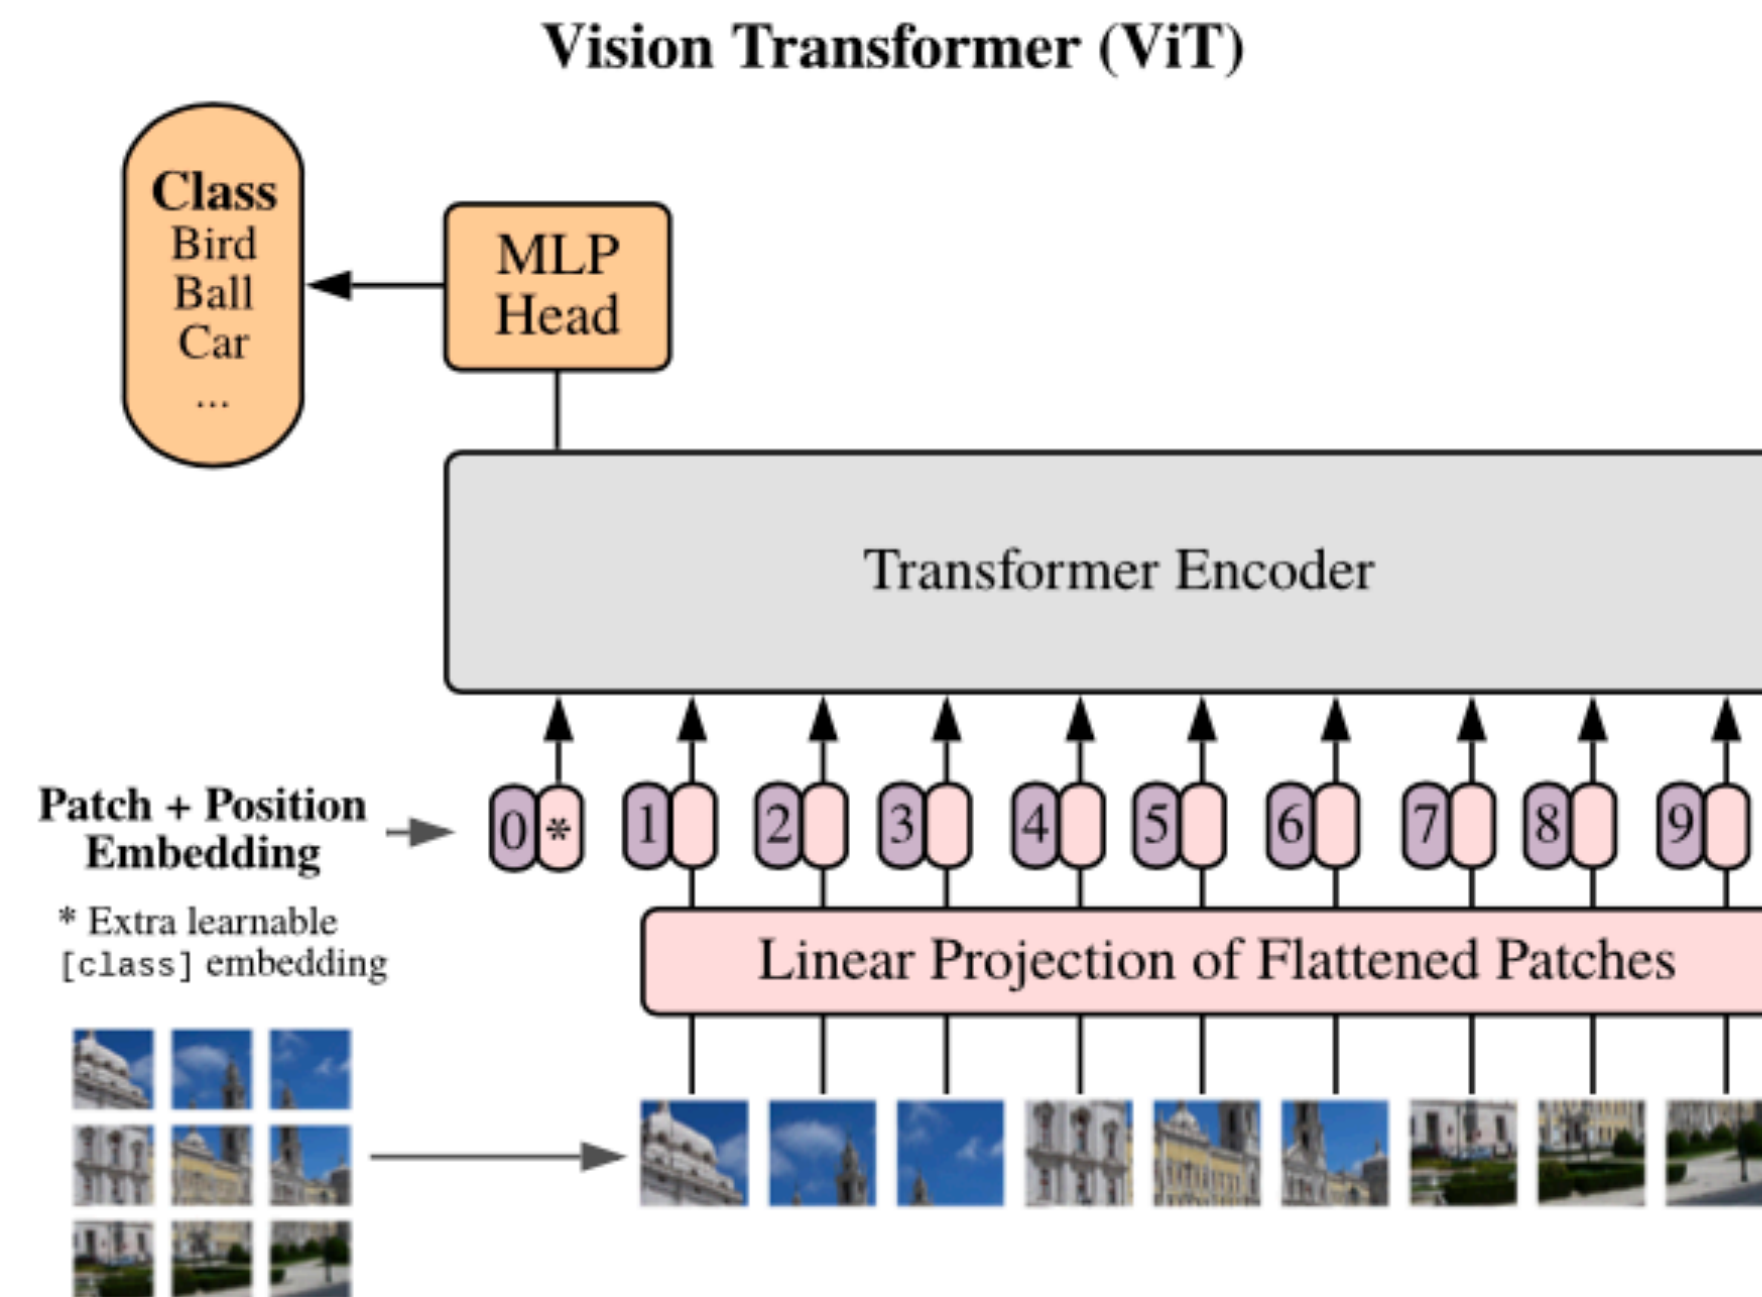 Vision Transformer (ViT)
Class
Bird
Ball
Car
...
MLP
Head
Transformer Encoder
Patch + Position
Embedding
0 * 1 2 3 4 5 6 7 8 9
* Extra learnable
[class] embedding
Linear Projection of Flattened Patches